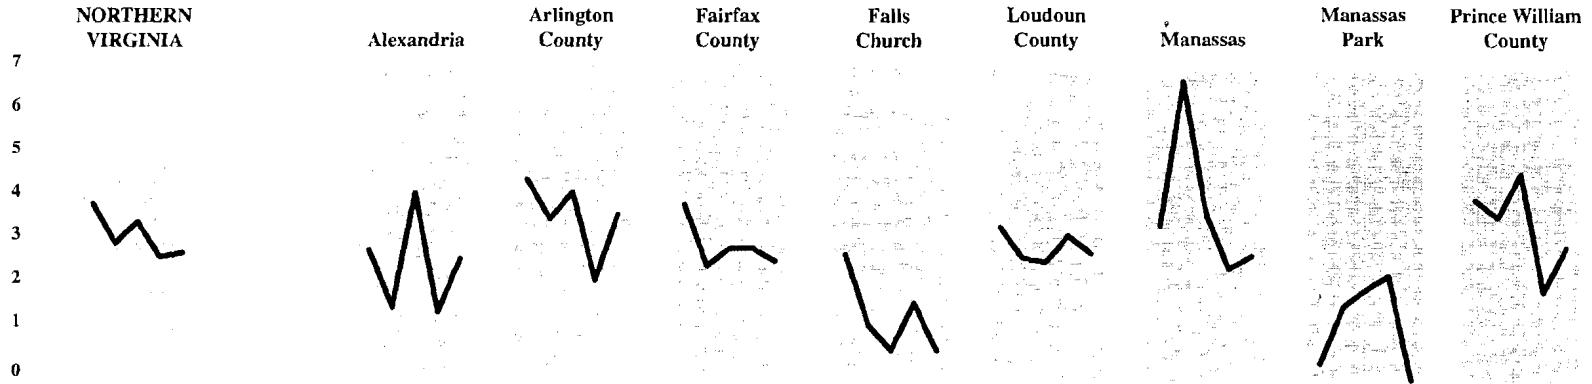 NORTHERN
VIRGINIA
Alexandria
Arlington
County
Fairfax
County
Falls
Church
Loudoun
County
Manassas
Manassas
Park
Prince William
County
7
6
5
4
3
2
1
0